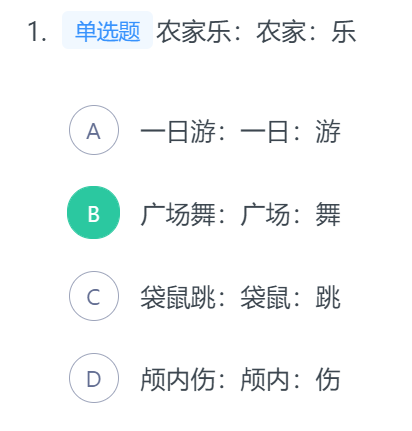 1. 单选题 农家乐：农家：乐
A 一日游：一日：游
B 广场舞：广场：舞
C 袋鼠跳：袋鼠：跳
D 颅内伤：颅内：伤